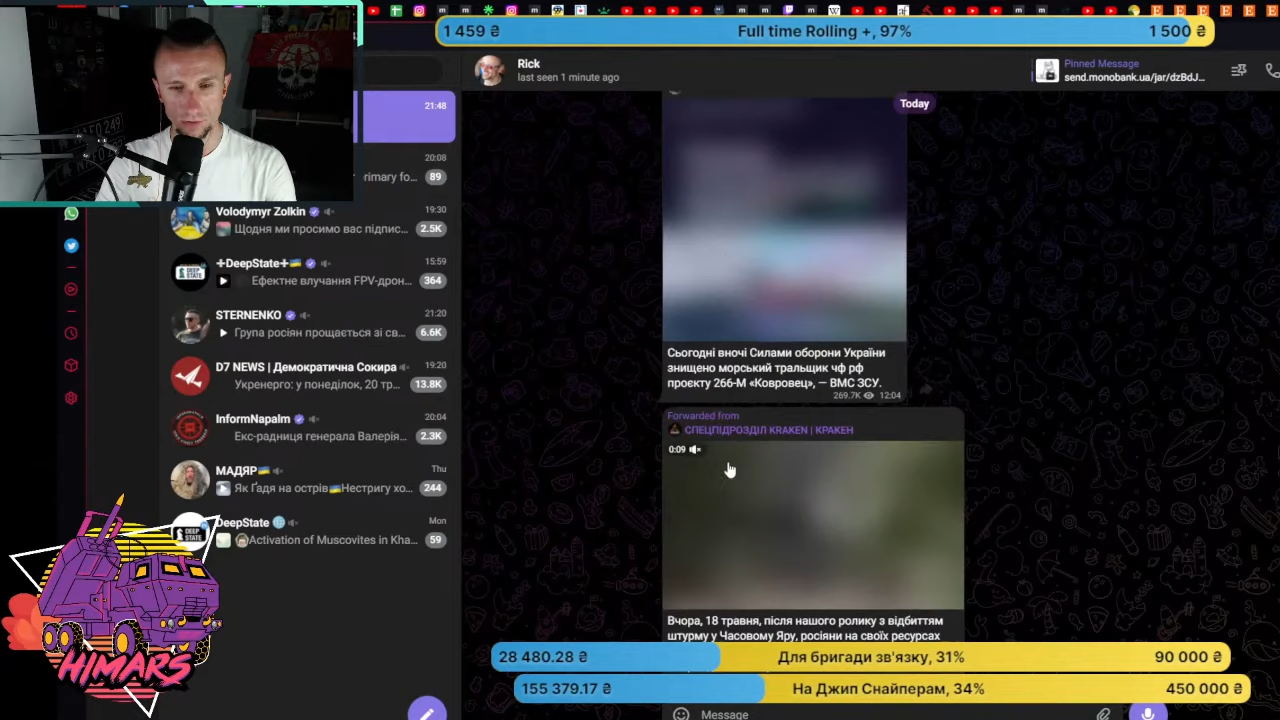 1 459 ₴
Full time Rolling +, 97%
1 500 ₴
Rick
last seen 1 minute ago
Pinned Message
send.monobank.ua/jar/dzBdJ...
21:48
Today
20:08
rimary fo...
89
Volodymyr Zolkin
19:30
Щодня ми просимо вас підпис...
2.5K
+DeepState+
15:59
Ефектне влучання FPV-дрон...
364
STERNENKO
21:20
Група росіян прощається зі св...
6.6K
D7 NEWS | Демократична Сокира
19:20
Укренерго: у понеділок, 20 тр...
13.8K
InformNapalm
20:04
Екс-радниця генерала Валерія...
2.3K
МАДЯР
Thu
Як Ґадя на острів Нестригу хо...
244
DeepState
Mon
Activation of Muscovites in Kha...
59
Сьогодні вночі Силами оборони України
знищено морський тральщик чф рф
проєкту 266-М «Ковровец», — ВМС ЗСУ.
269.7K 12:04
Forwarded from
СПЕЦПІДРОЗДІЛ KRAKEN | КРАКЕН
0:09
Вчора, 18 травня, після нашого ролику з відбиттям
штурму у Часовому Яру, росіяни на своїх ресурсах
28 480.28 ₴
Для бригади зв'язку, 31%
90 000 ₴
155 379.17 ₴
На Джип Снайперам, 34%
450 000 ₴
Message
HIMARS